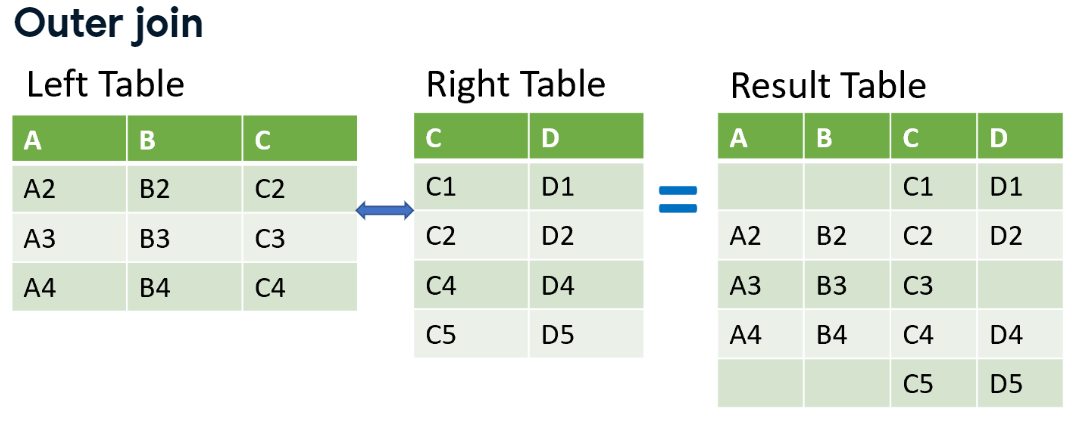 Outer join
Left Table
A B C
A2 B2 C2
A3 B3 C3
A4 B4 C4
Right Table
C D
C1 D1
C2 D2
C4 D4
C5 D5
=
Result Table
A B C D
C1 D1
A2 B2 C2 D2
A3 B3 C3
A4 B4 C4 D4
C5 D5